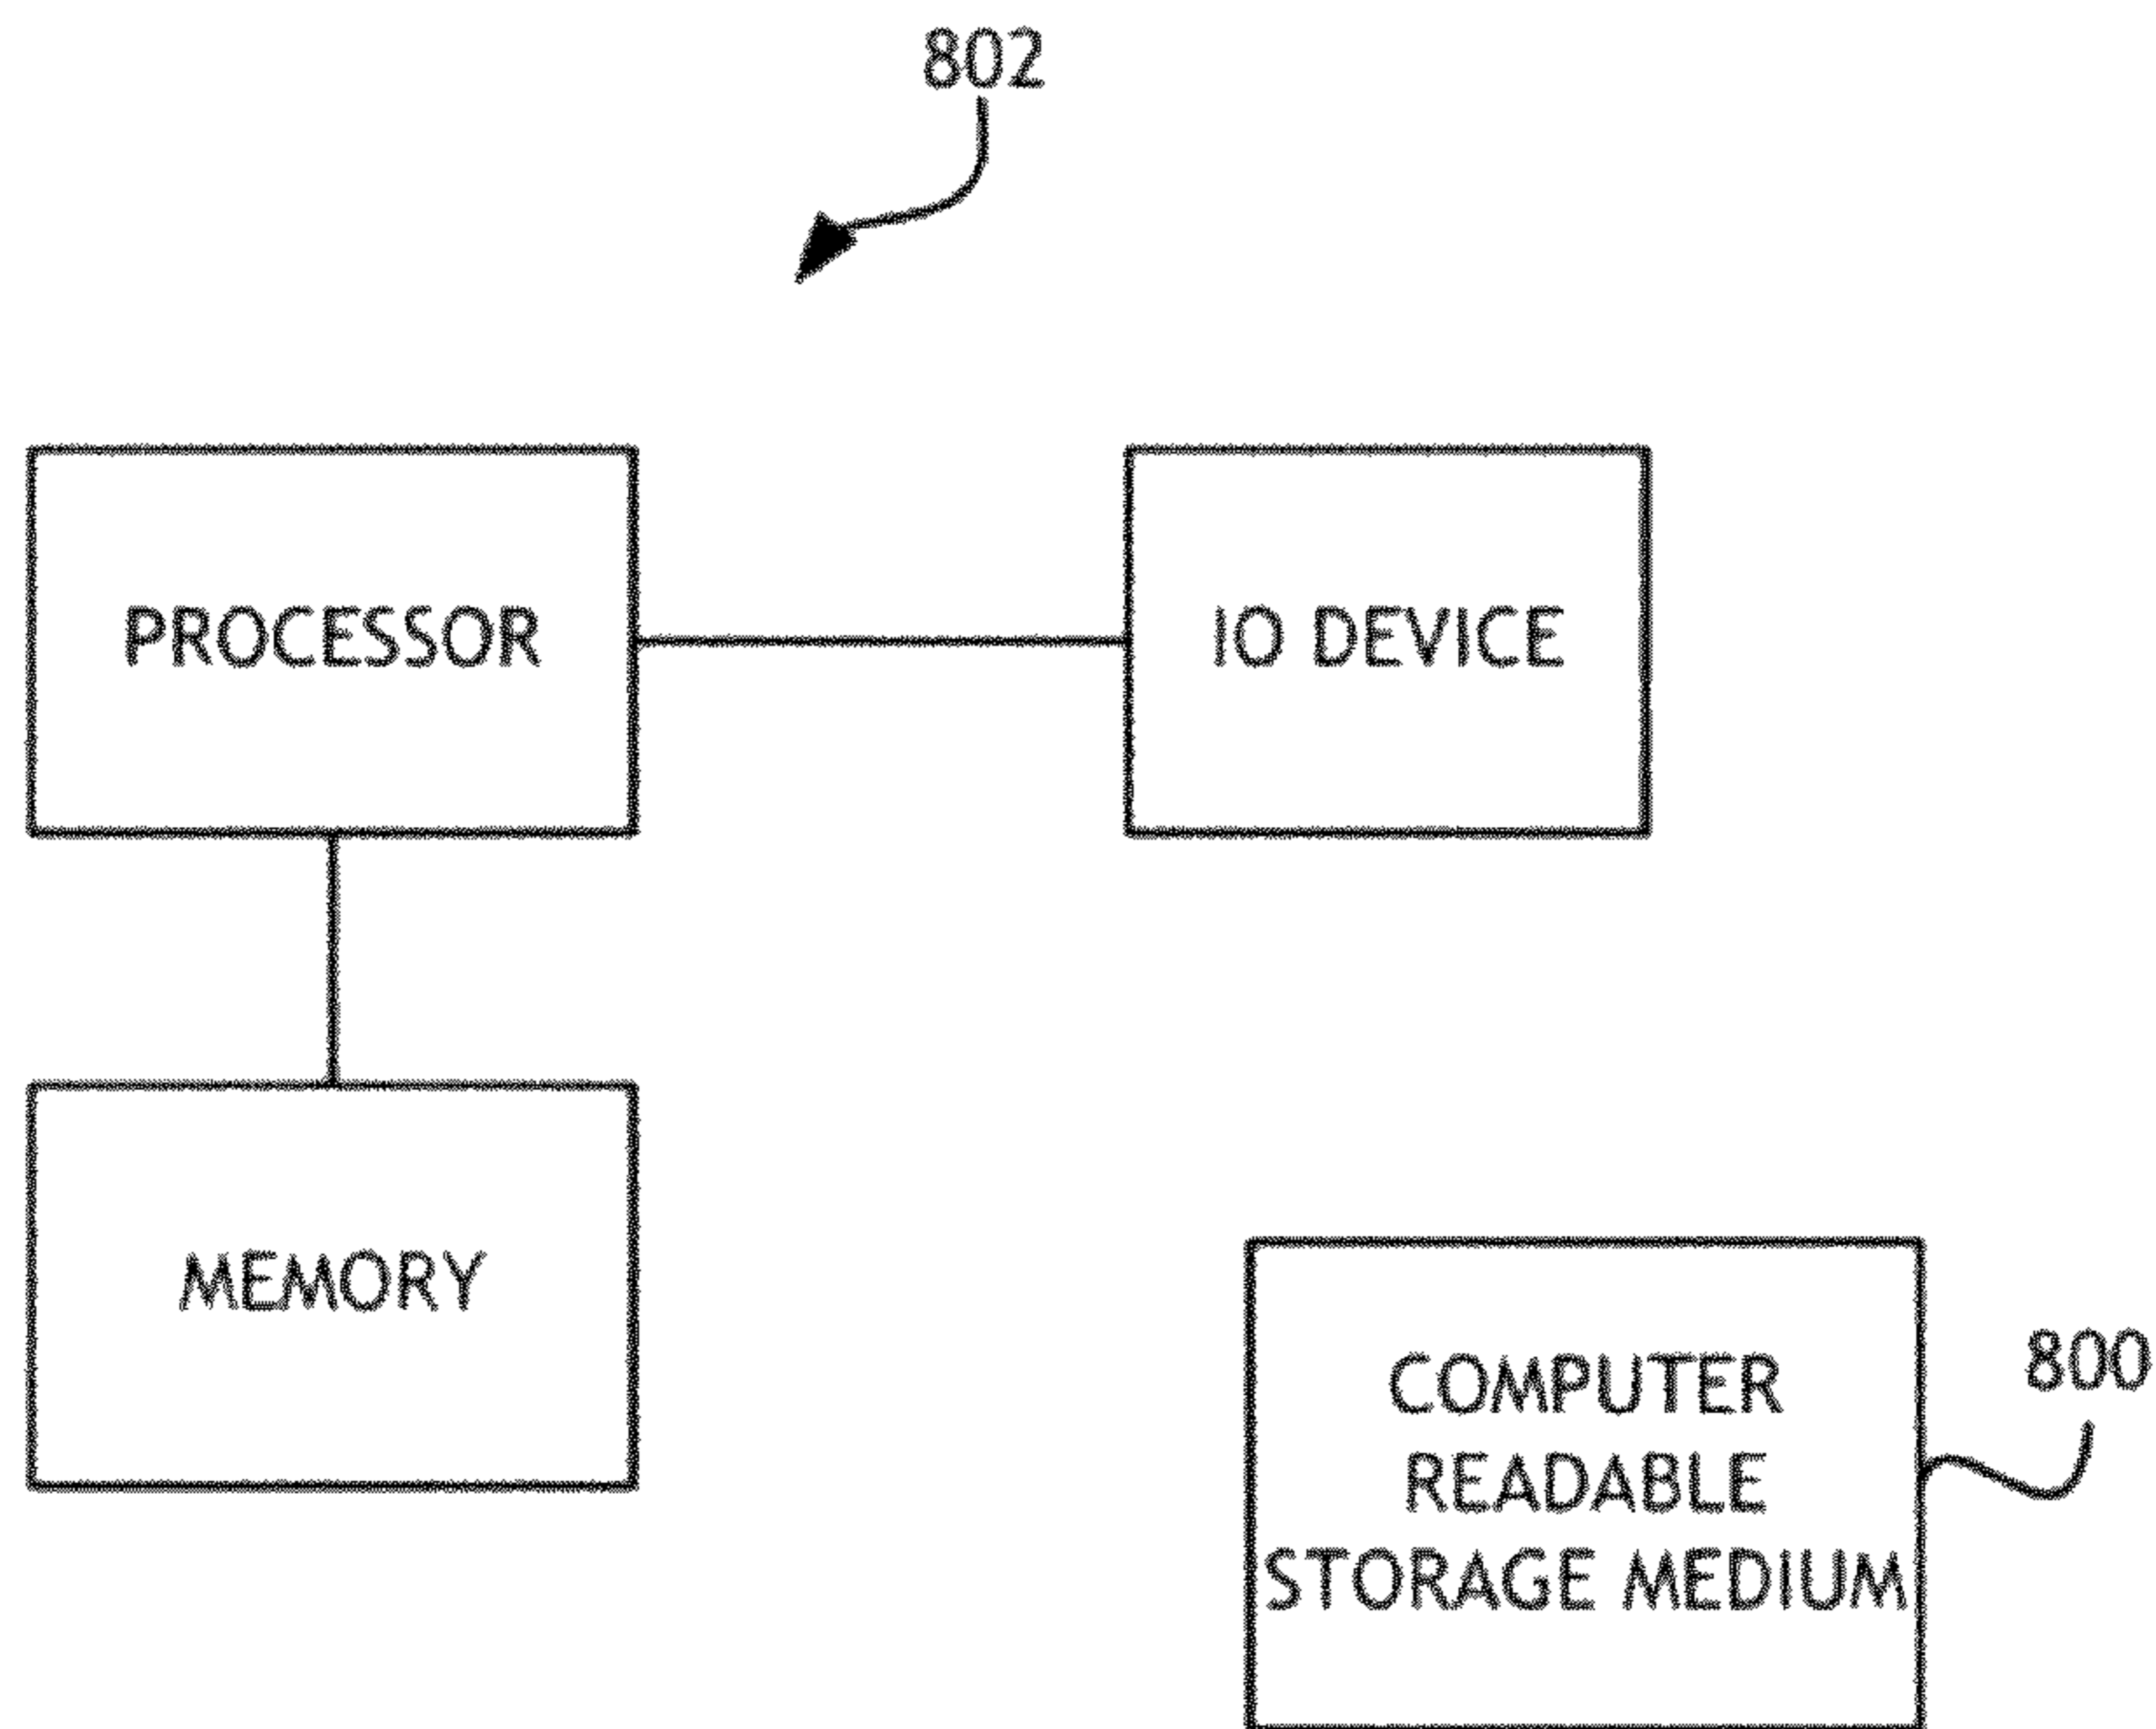 802
PROCESSOR
IO DEVICE
MEMORY
COMPUTER
READABLE
STORAGE MEDIUM
800